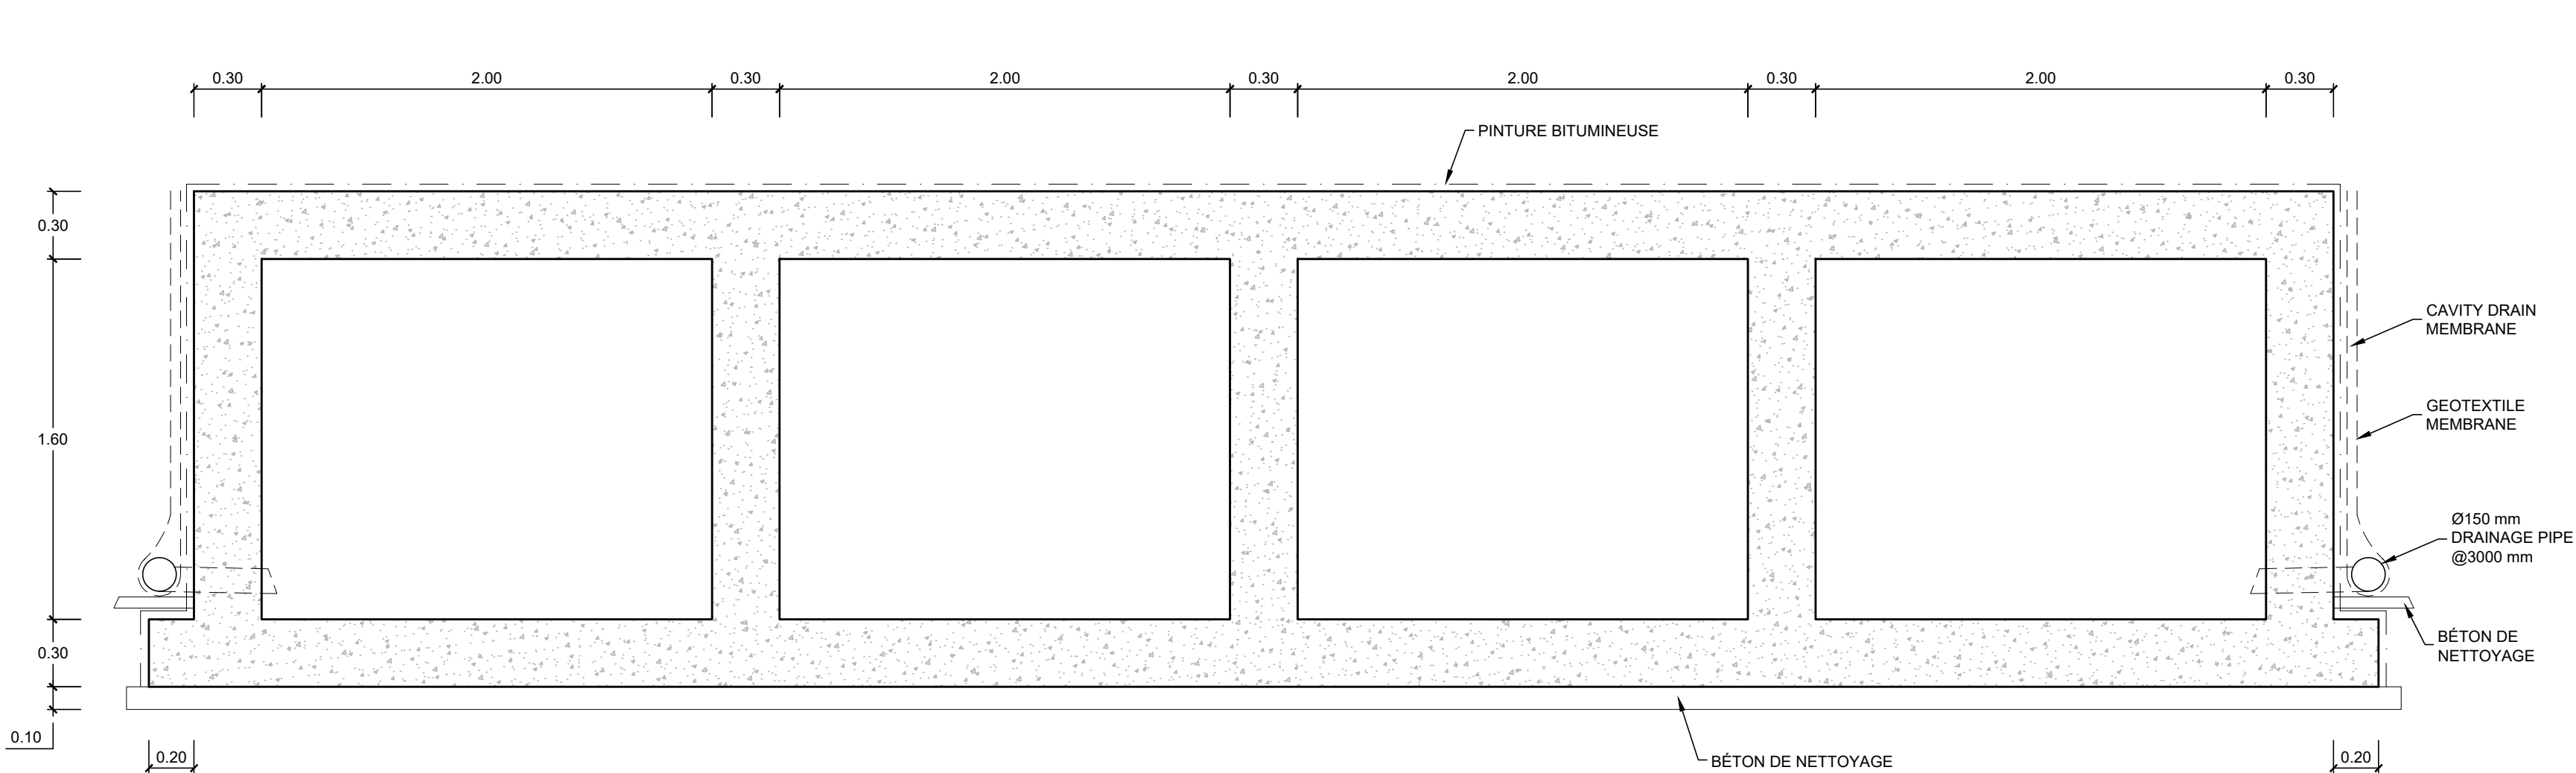 0.30
2.00
0.30
2.00
0.30
2.00
0.30
2.00
0.30
PINTURE BITUMINEUSE
0.30
1.60
0.30
0.10
CAVITY DRAIN
MEMBRANE
GEOTEXTILE
MEMBRANE
Ø150 mm
DRAINAGE PIPE
@3000 mm
BÉTON DE
NETTOYAGE
0.20
BÉTON DE NETTOYAGE
0.20